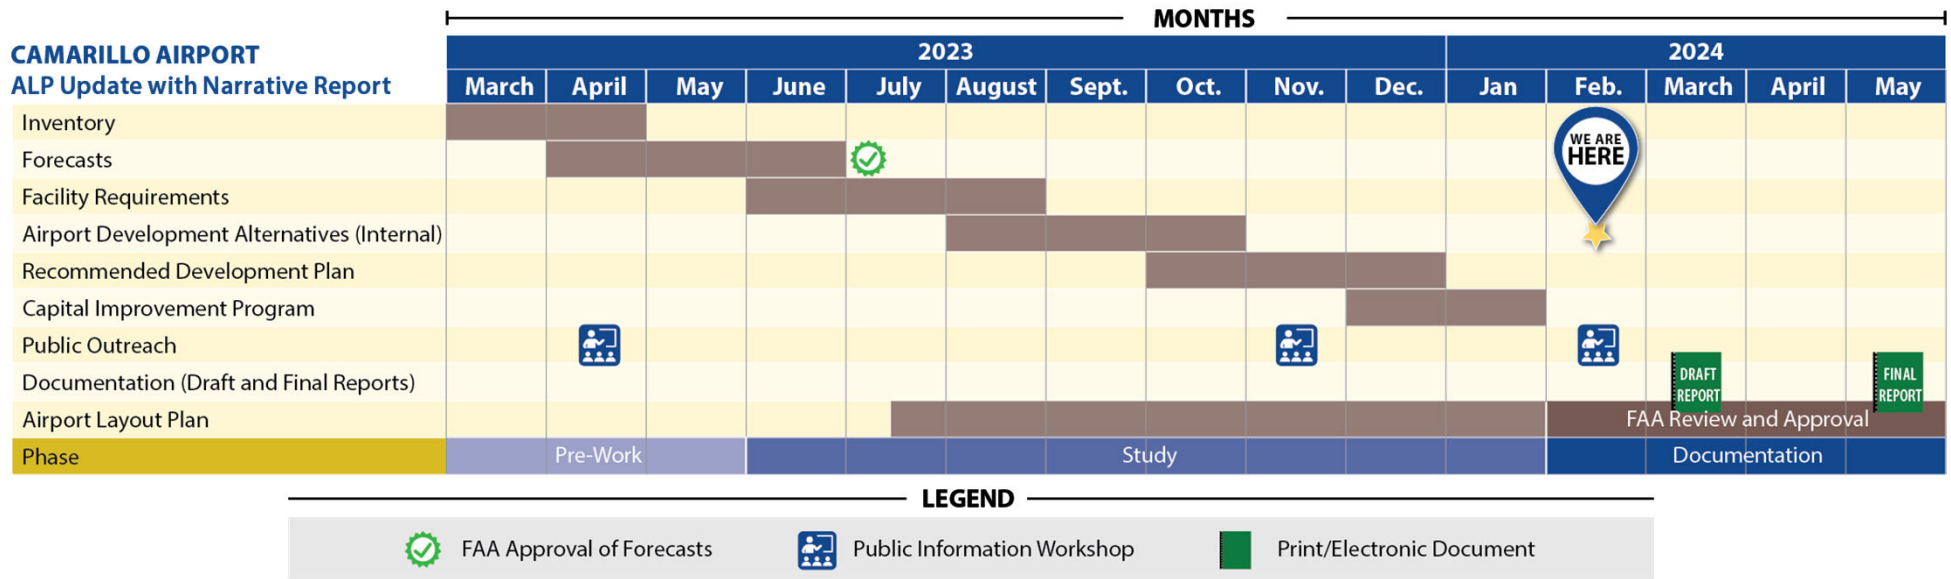 MONTHS
CAMARILLO AIRPORT
ALP Update with Narrative Report
2023 2024
March April May June July August Sept. Oct. Nov. Dec. Jan Feb. March April May
Inventory
WE ARE
HERE
Forecasts
Facility Requirements
Airport Development Alternatives (Internal)
Recommended Development Plan
Capital Improvement Program
Public Outreach
Documentation (Draft and Final Reports)
DRAFT
REPORT
FINAL
REPORT
Airport Layout Plan FAA Review and Approval
Phase Pre-Work Study Documentation
LEGEND
FAA Approval of Forecasts Public Information Workshop Print/Electronic Document